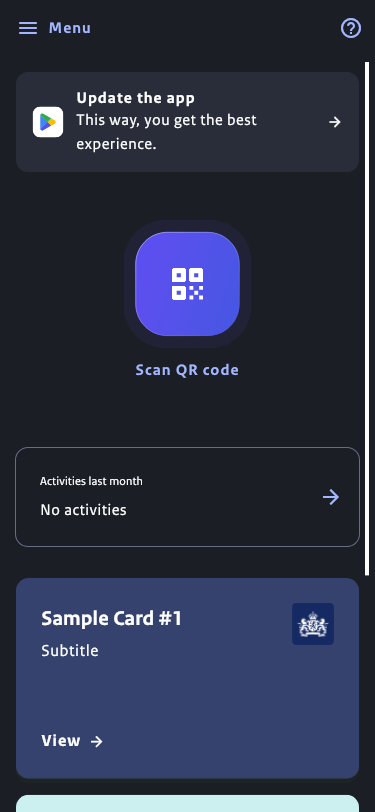 Menu
Update the app
This way, you get the best
experience.
Scan QR code
Activities last month
No activities
Sample Card #1
Subtitle
View